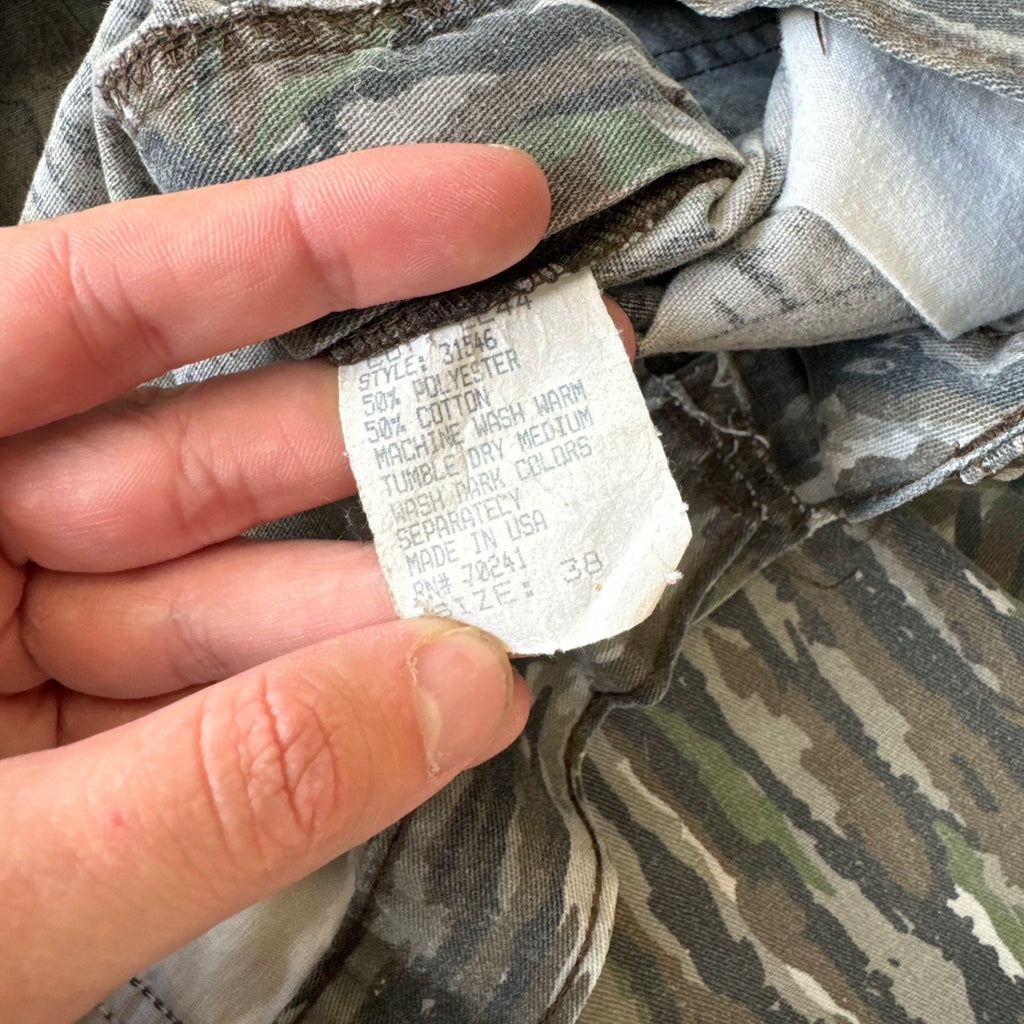 STYLE: 31546
50% POLYESTER
50% COTTON
MACHINE WASH WARM
TUMBLE DRY MEDIUM
WASH DARK COLORS
SEPARATECY
MADE IN USA
RN# 70241
SIZE: 38